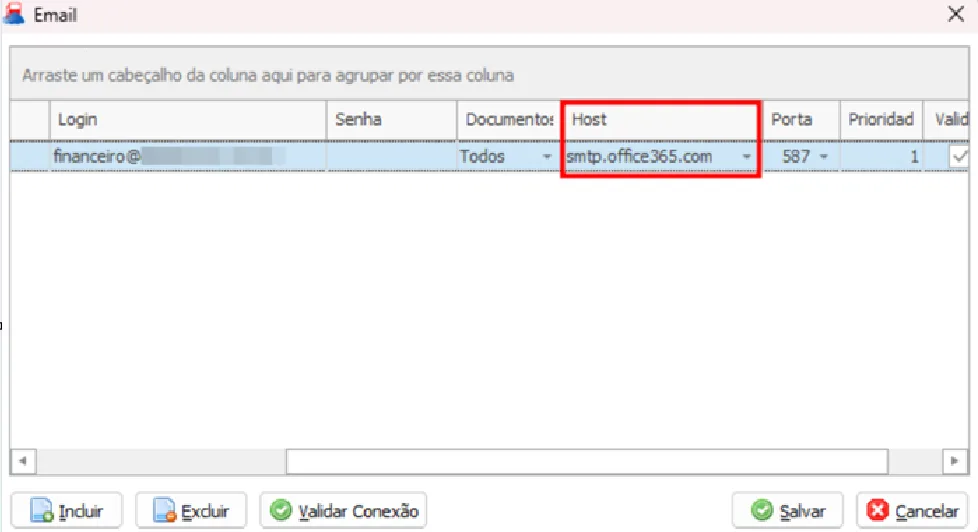 Email
Arraste um cabeçalho da coluna aqui para agrupar por essa coluna
Login Senha Documentos Host Porta Prioridad Valid
financeiro@ Todos smtp.office365.com 587 1
Incluir Excluir Validar Conexão Salvar Cancelar